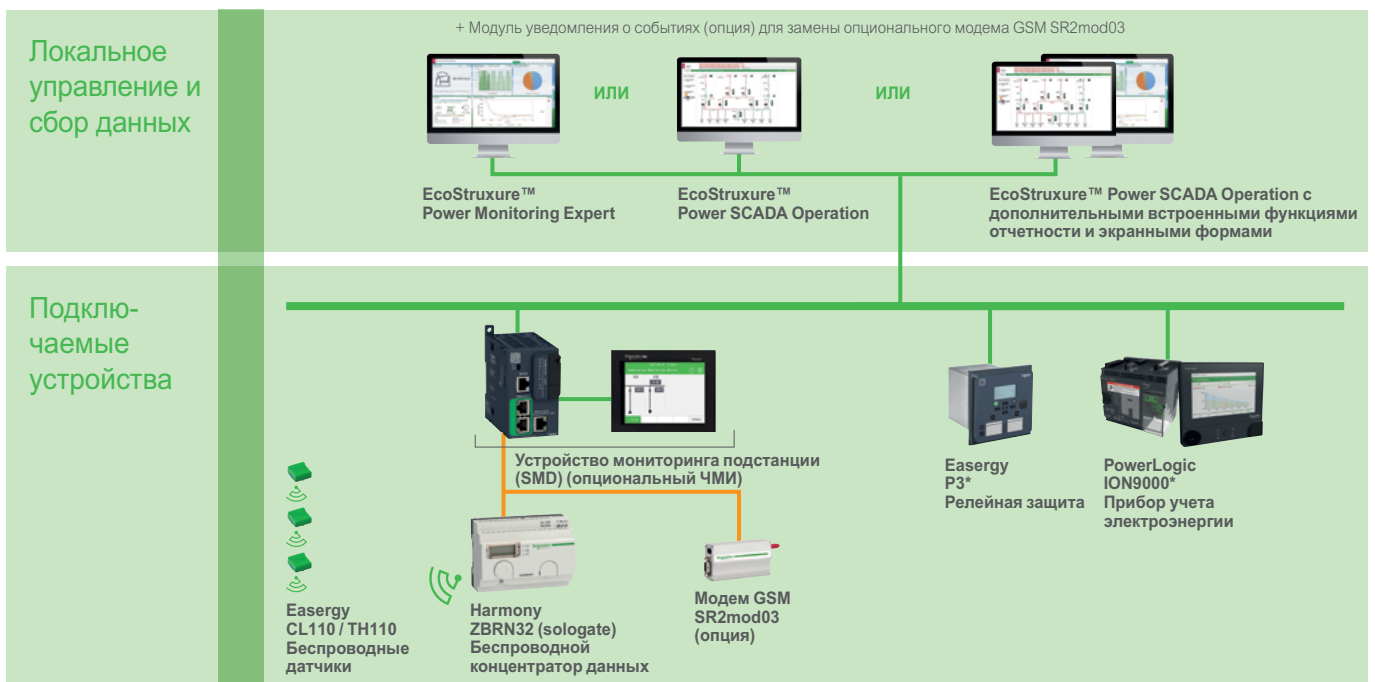 + Модуль уведомления о событиях (опция) для замены опционального модема GSM SR2mod03
Локальное
управление и
сбор данных
ИЛИ
ИЛИ
EcoStruxure™
Power Monitoring Expert
EcoStruxure™
Power SCADA Operation
EcoStruxure™ Power SCADA Operation с
дополнительными встроенными функциями
отчетности и экранными формами
Подклю-
чаемые
устройства
Устройство мониторинга подстанции
(SMD) (опциональный ЧМИ)
Easergy
P3*
Релейная защита
PowerLogic
ION9000*
Прибор учета
электроэнергии
Easergy
CL110 / TH110
Беспроводные
датчики
Harmony
ZBRN32 (sologate)
Беспроводной
концентратор данных
Модем GSM
SR2mod03
(опция)